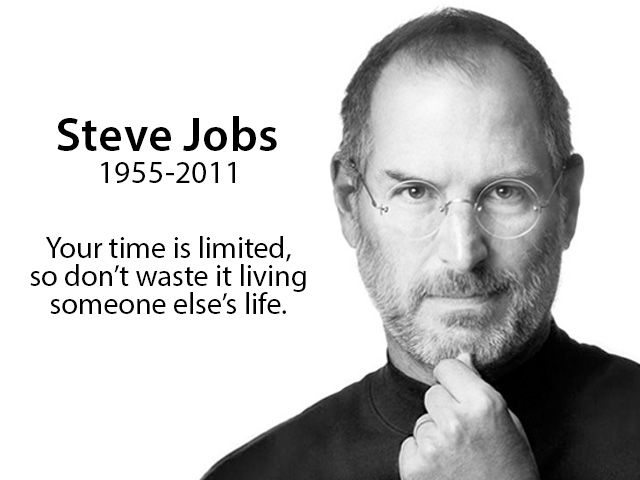 Steve Jobs
1955-2011
Your time is limited,
so don’t waste it living
someone else’s life.